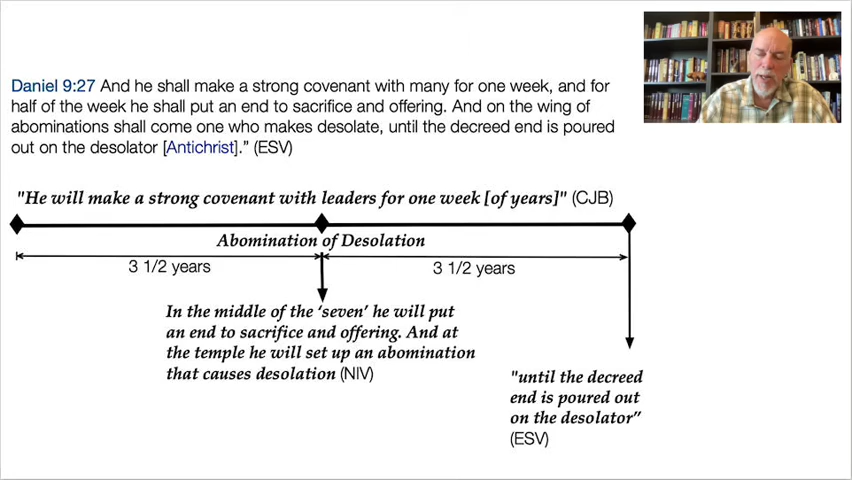 Daniel 9:27 And he shall make a strong covenant with many for one week, and for
half of the week he shall put an end to sacrifice and offering. And on the wing of
abominations shall come one who makes desolate, until the decreed end is poured
out on the desolator [Antichrist].” (ESV)
"He will make a strong covenant with leaders for one week [of years]" (CJB)
Abomination of Desolation
3 1/2 years
3 1/2 years
In the middle of the ‘seven’ he will put
an end to sacrifice and offering. And at
the temple he will set up an abomination
that causes desolation (NIV)
"until the decreed
end is poured out
on the desolator”
(ESV)